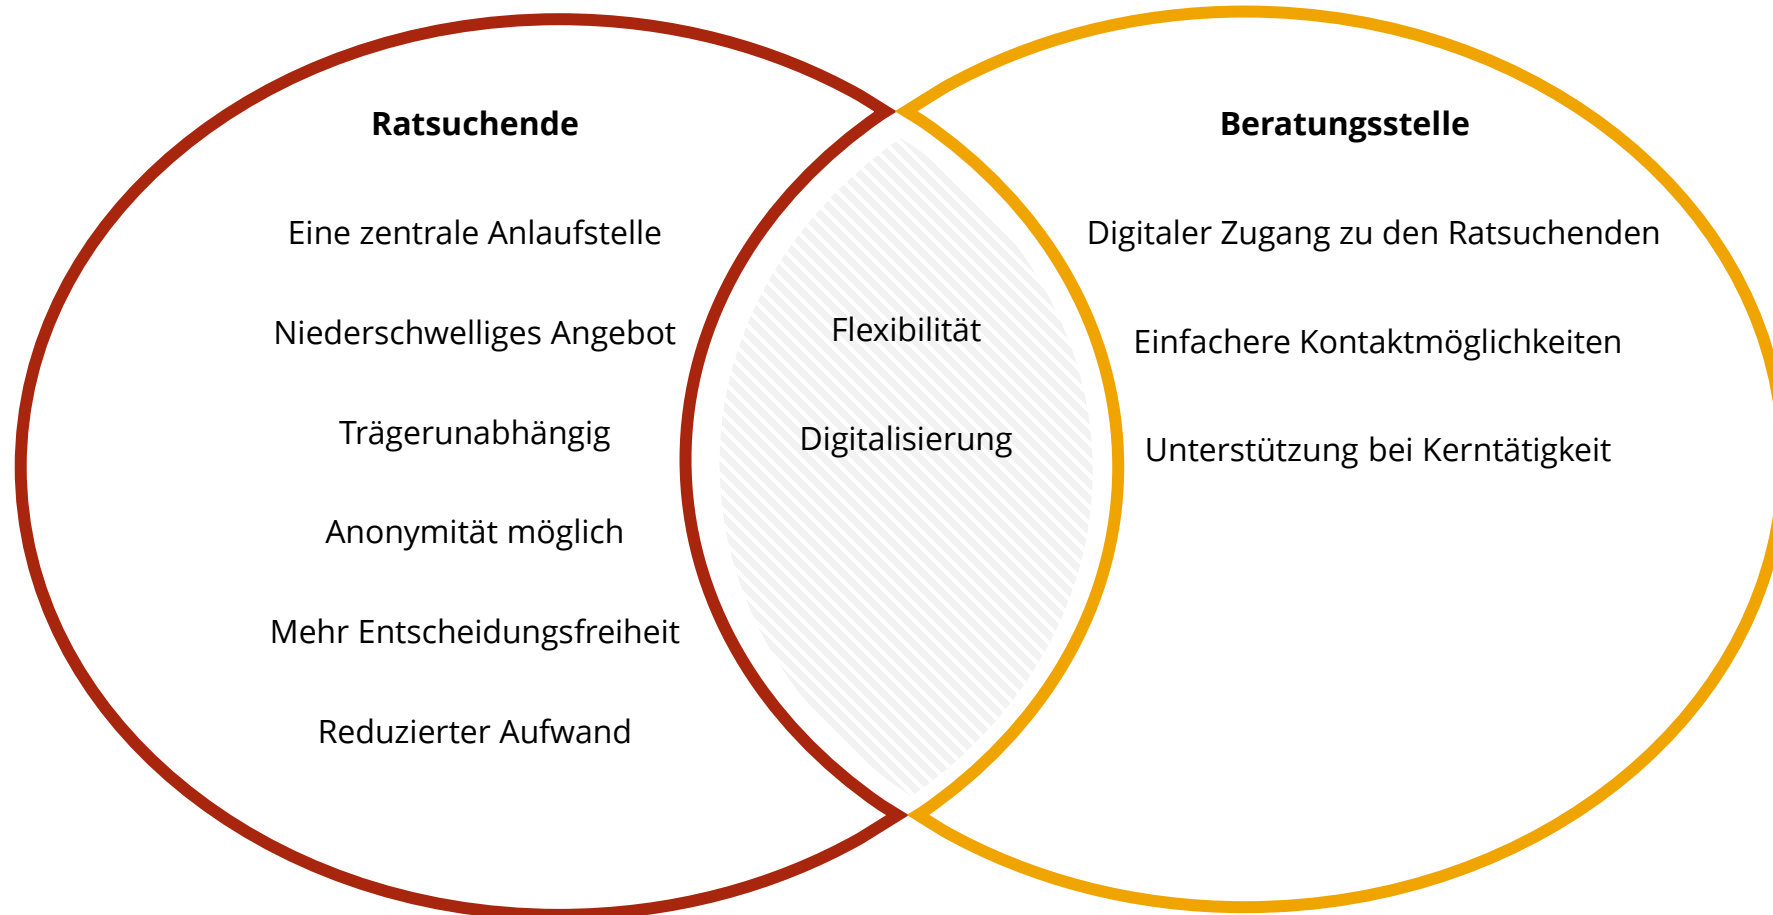 Ratsuchende
Eine zentrale Anlaufstelle
Niederschwelliges Angebot
Trägerunabhängig
Anonymität möglich
Mehr Entscheidungsfreiheit
Reduzierter Aufwand
Flexibilität
Digitalisierung
Beratungsstelle
Digitaler Zugang zu den Ratsuchenden
Einfachere Kontaktmöglichkeiten
Unterstützung bei Kerntätigkeit